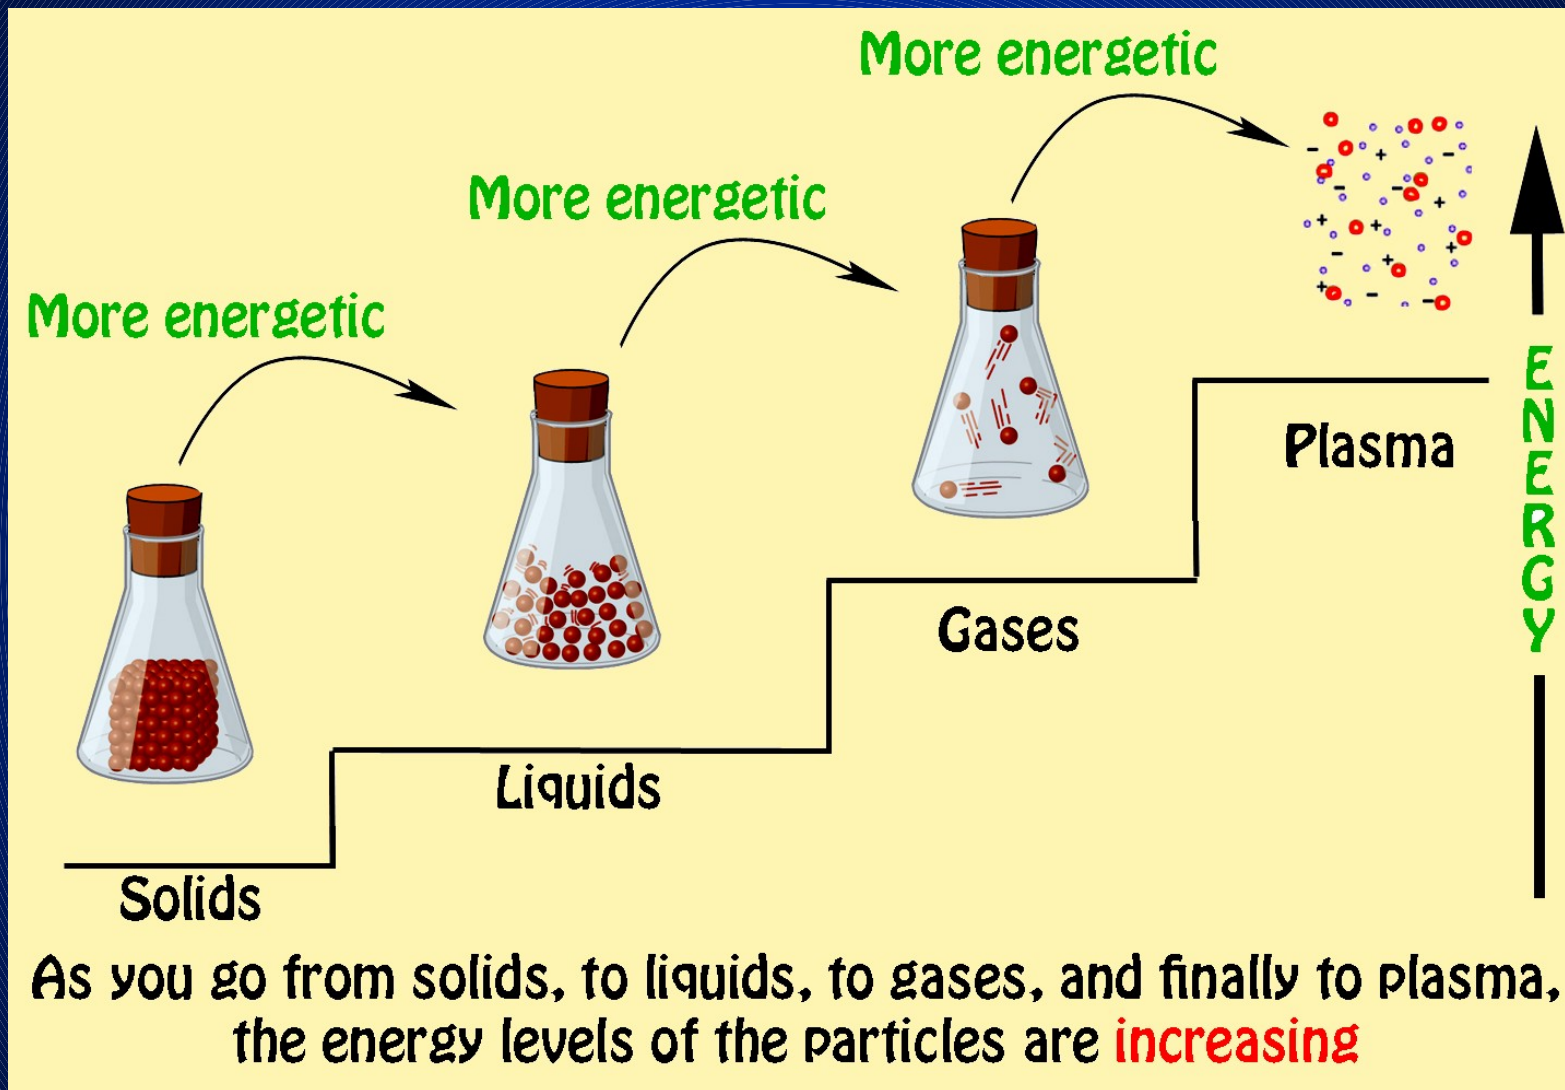 More energetic
More energetic
More energetic
Plasma
Gases
Liquids
Solids
ENERGY
As you go from solids, to liquids, to gases, and finally to plasma,
the energy levels of the particles are increasing